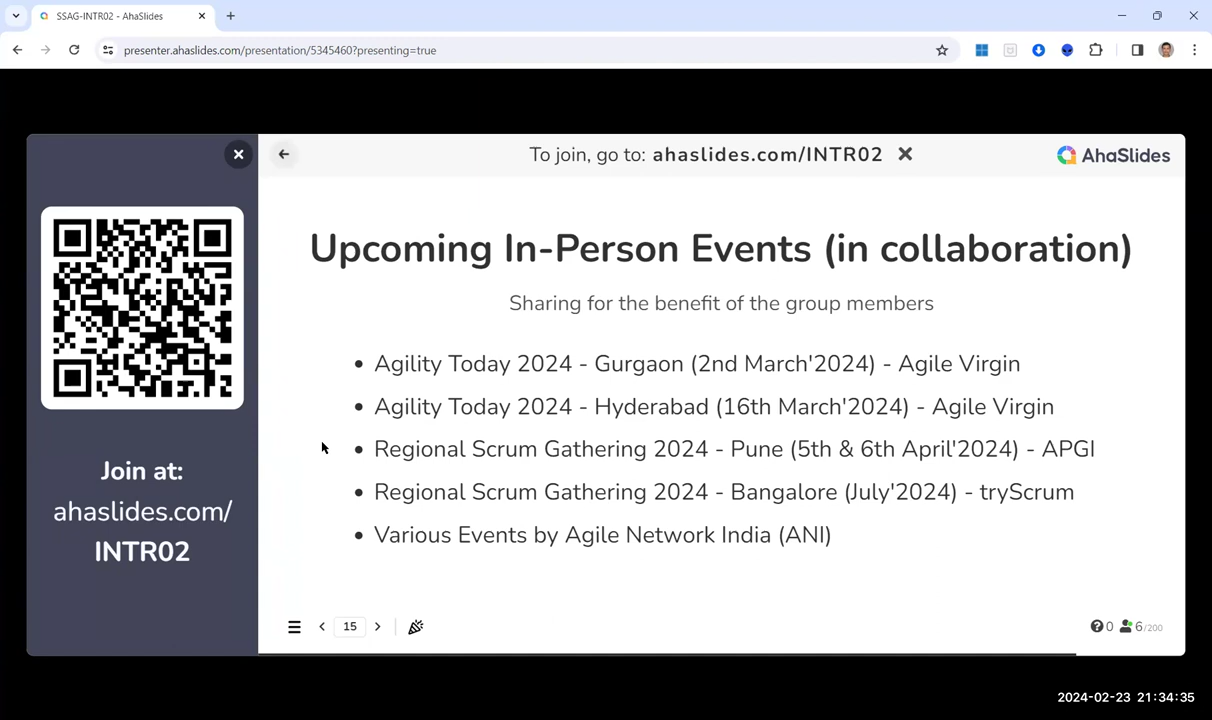 SSAG-INTR02 - AhaSlides
presenter.ahaslides.com/presentation/5345460?presenting=true
To join, go to: ahaslides.com/INTR02
AhaSlides
Upcoming In-Person Events (in collaboration)
Sharing for the benefit of the group members
• Agility Today 2024 - Gurgaon (2nd March'2024) - Agile Virgin
• Agility Today 2024 - Hyderabad (16th March'2024) - Agile Virgin
• Regional Scrum Gathering 2024 - Pune (5th & 6th April'2024) - APGI
• Regional Scrum Gathering 2024 - Bangalore (July'2024) - tryScrum
• Various Events by Agile Network India (ANI)
Join at:
ahaslides.com/
INTR02
15
0 6/200
2024-02-23 21:34:35